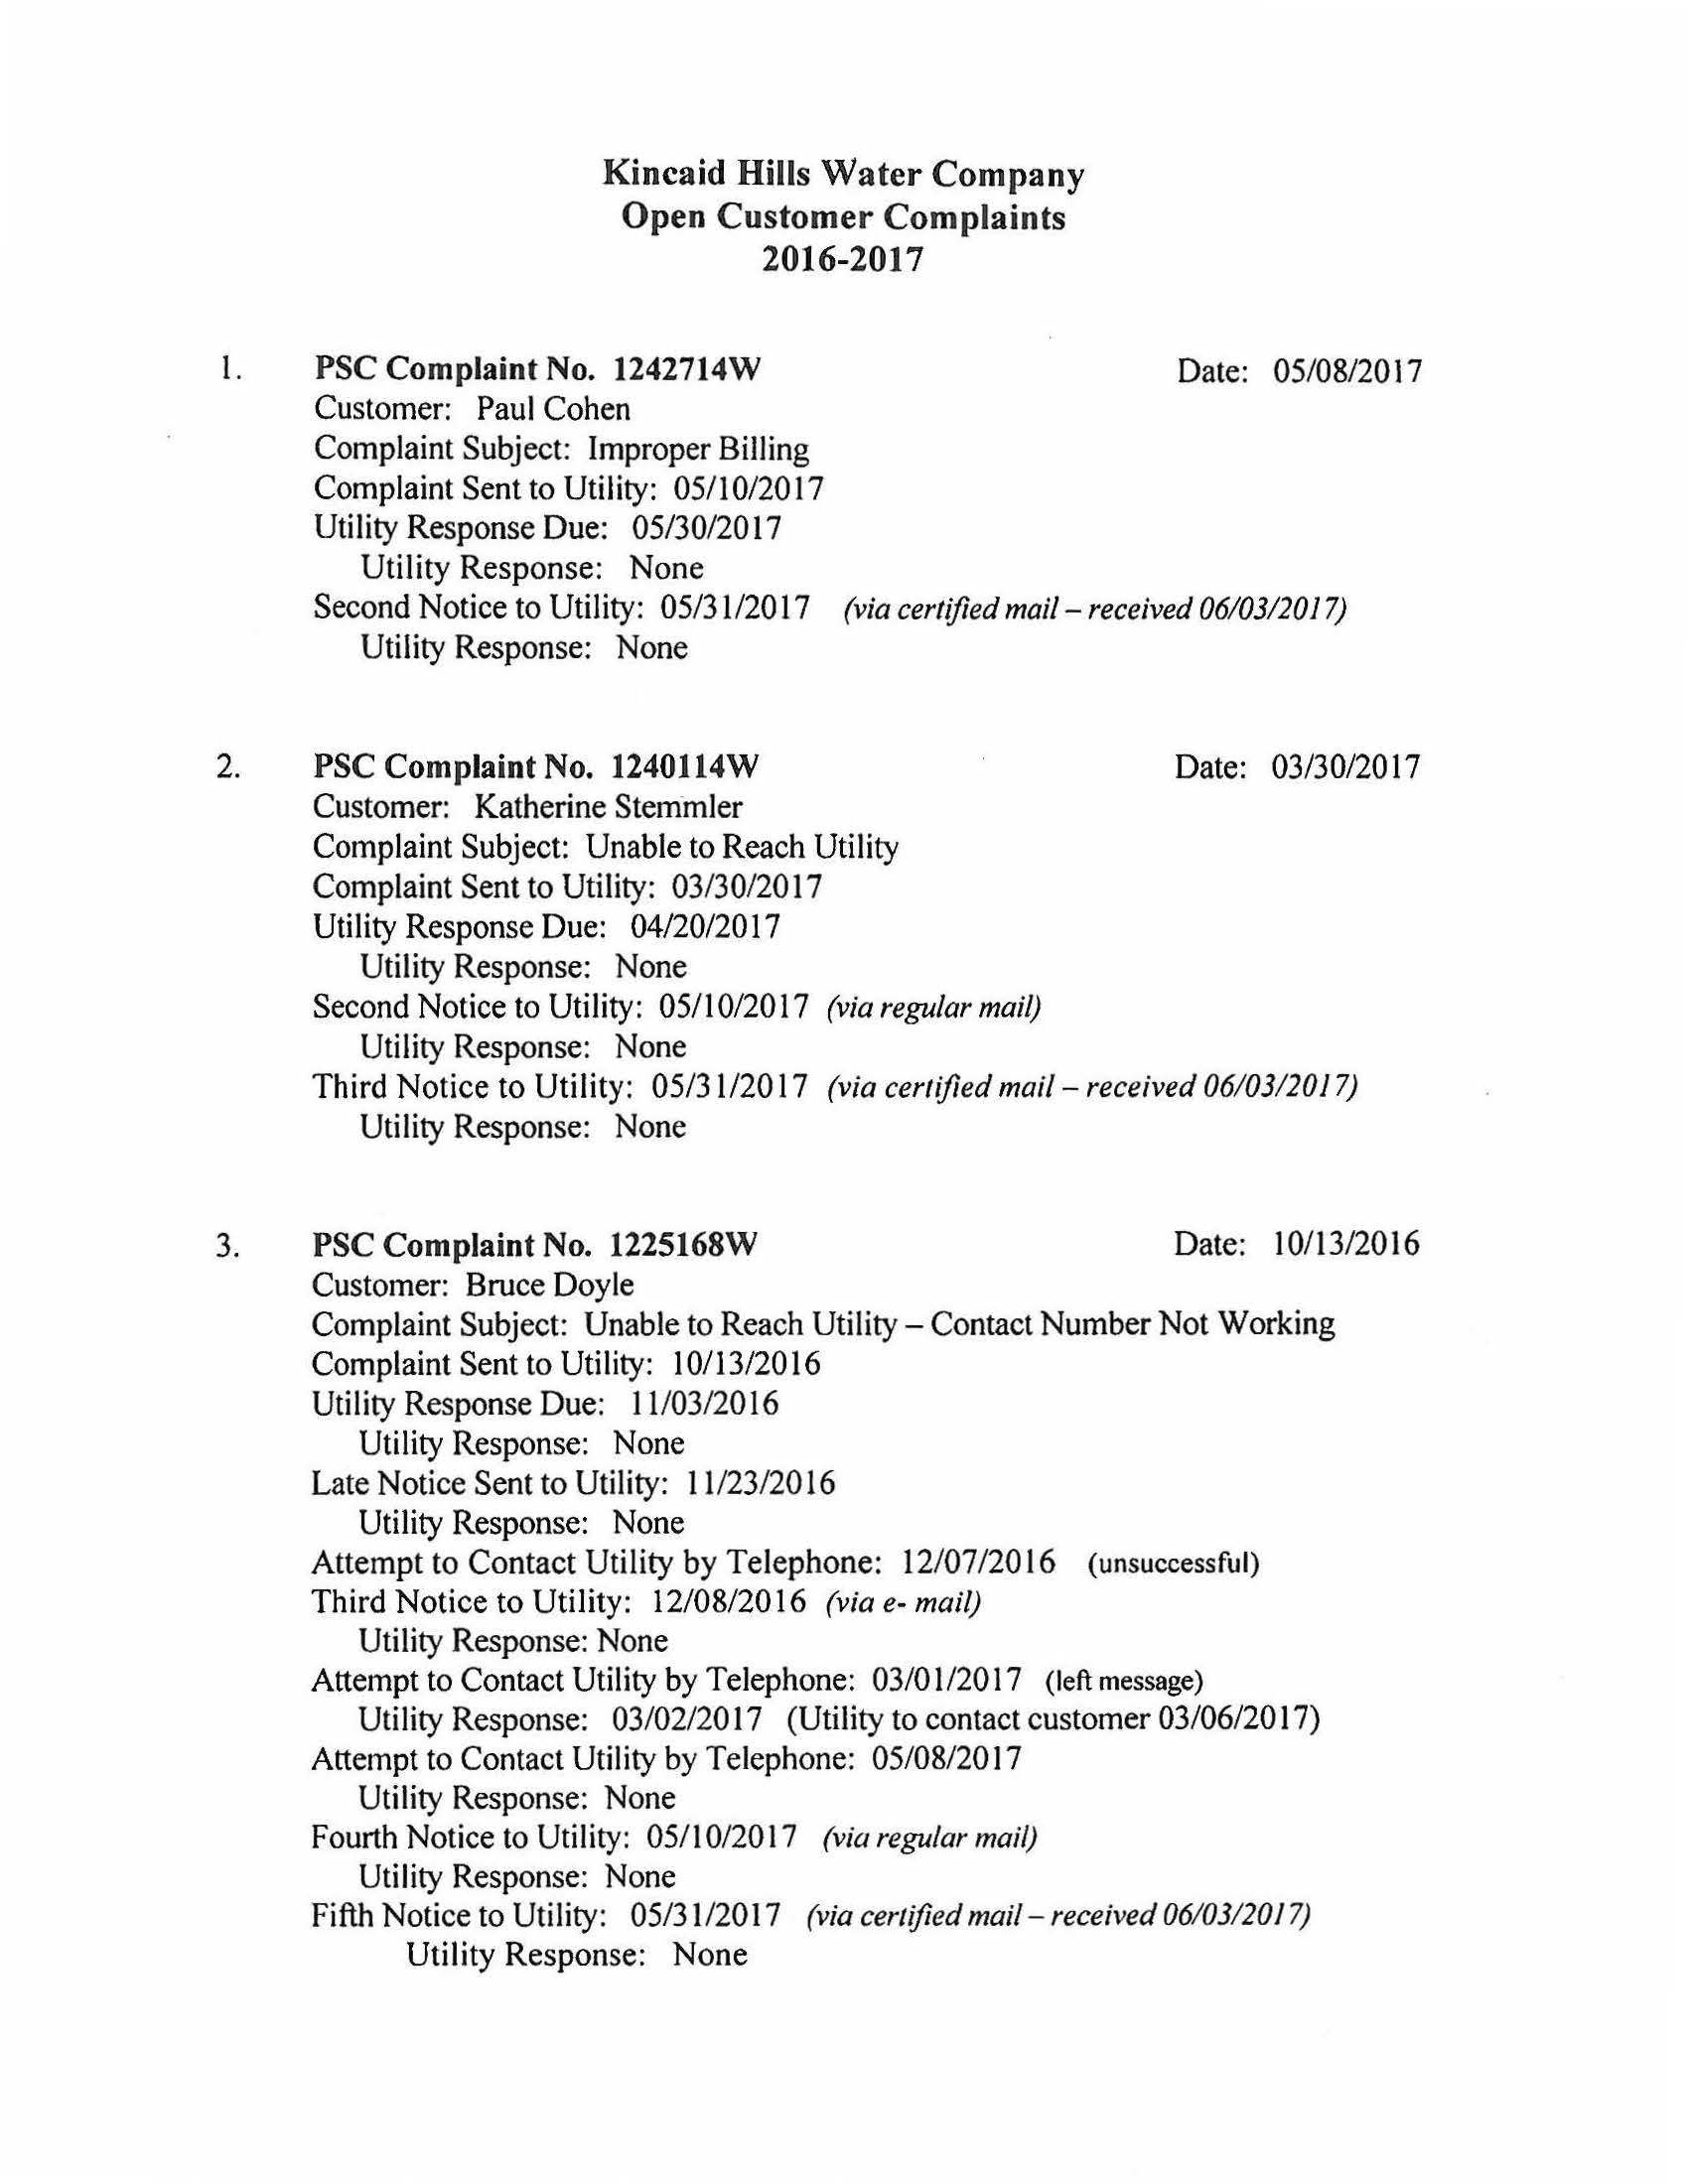 Kincaid Hills Water Company
Open Customer Complaints
2016-2017
1. PSC Complaint No. 1242714W Date: 05/08/2017
Customer: Paul Cohen
Complaint Subject: Improper Billing
Complaint Sent to Utility: 05/10/2017
Utility Response Due: 05/30/2017
Utility Response: None
Second Notice to Utility: 05/31/2017 (via certified mail – received 06/03/2017)
Utility Response: None
2. PSC Complaint No. 1240114W Date: 03/30/2017
Customer: Katherine Stemmler
Complaint Subject: Unable to Reach Utility
Complaint Sent to Utility: 03/30/2017
Utility Response Due: 04/20/2017
Utility Response: None
Second Notice to Utility: 05/10/2017 (via regular mail)
Utility Response: None
Third Notice to Utility: 05/31/2017 (via certified mail – received 06/03/2017)
Utility Response: None
3. PSC Complaint No. 1225168W Date: 10/13/2016
Customer: Bruce Doyle
Complaint Subject: Unable to Reach Utility – Contact Number Not Working
Complaint Sent to Utility: 10/13/2016
Utility Response Due: 11/03/2016
Utility Response: None
Late Notice Sent to Utility: 11/23/2016
Utility Response: None
Attempt to Contact Utility by Telephone: 12/07/2016 (unsuccessful)
Third Notice to Utility: 12/08/2016 (via e- mail)
Utility Response: None
Attempt to Contact Utility by Telephone: 03/01/2017 (left message)
Utility Response: 03/02/2017 (Utility to contact customer 03/06/2017)
Attempt to Contact Utility by Telephone: 05/08/2017
Utility Response: None
Fourth Notice to Utility: 05/10/2017 (via regular mail)
Utility Response: None
Fifth Notice to Utility: 05/31/2017 (via certified mail – received 06/03/2017)
Utility Response: None